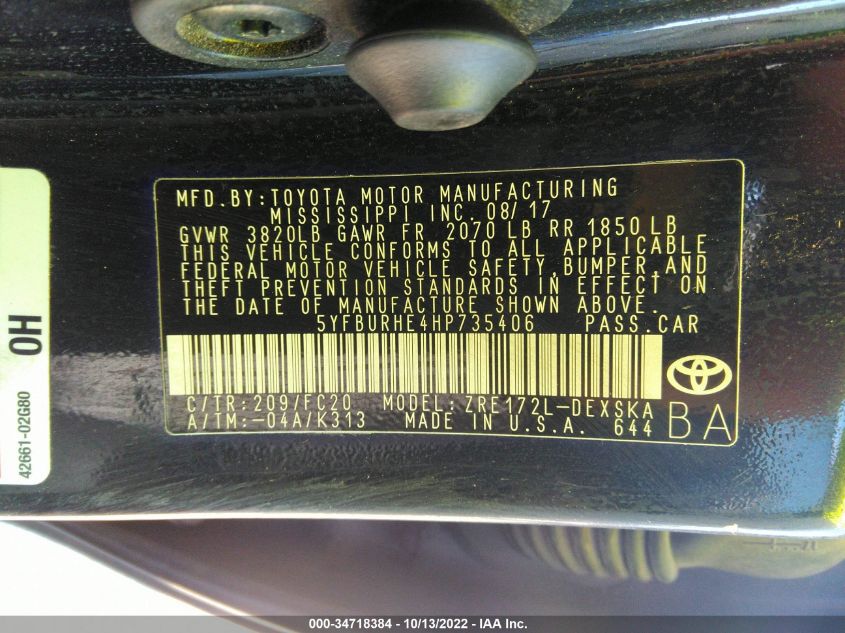 MFD. BY: TOYOTA MOTOR MANUFACTURING
MISSISSIPPI INC. 08/17
GVWR 3820LB GAWR FR 2070 LB RR 1850 LB
THIS VEHICLE CONFORMS TO ALL APPLICABLE
FEDERAL MOTOR VEHICLE SAFETY, BUMPER, AND
THEFT PREVENTION STANDARDS IN EFFECT ON
THE DATE OF MANUFACTURE SHOWN ABOVE.
5YFBURHE4HP735406 PASS.CAR
C/TR: 209/FC20 MODEL: ZRE172L-DEXSKA
A/TM:-04A/K313 MADE IN U.S.A. 644
BA
OH
42661-02G80
000-34718384 - 10/13/2022 - IAA Inc.